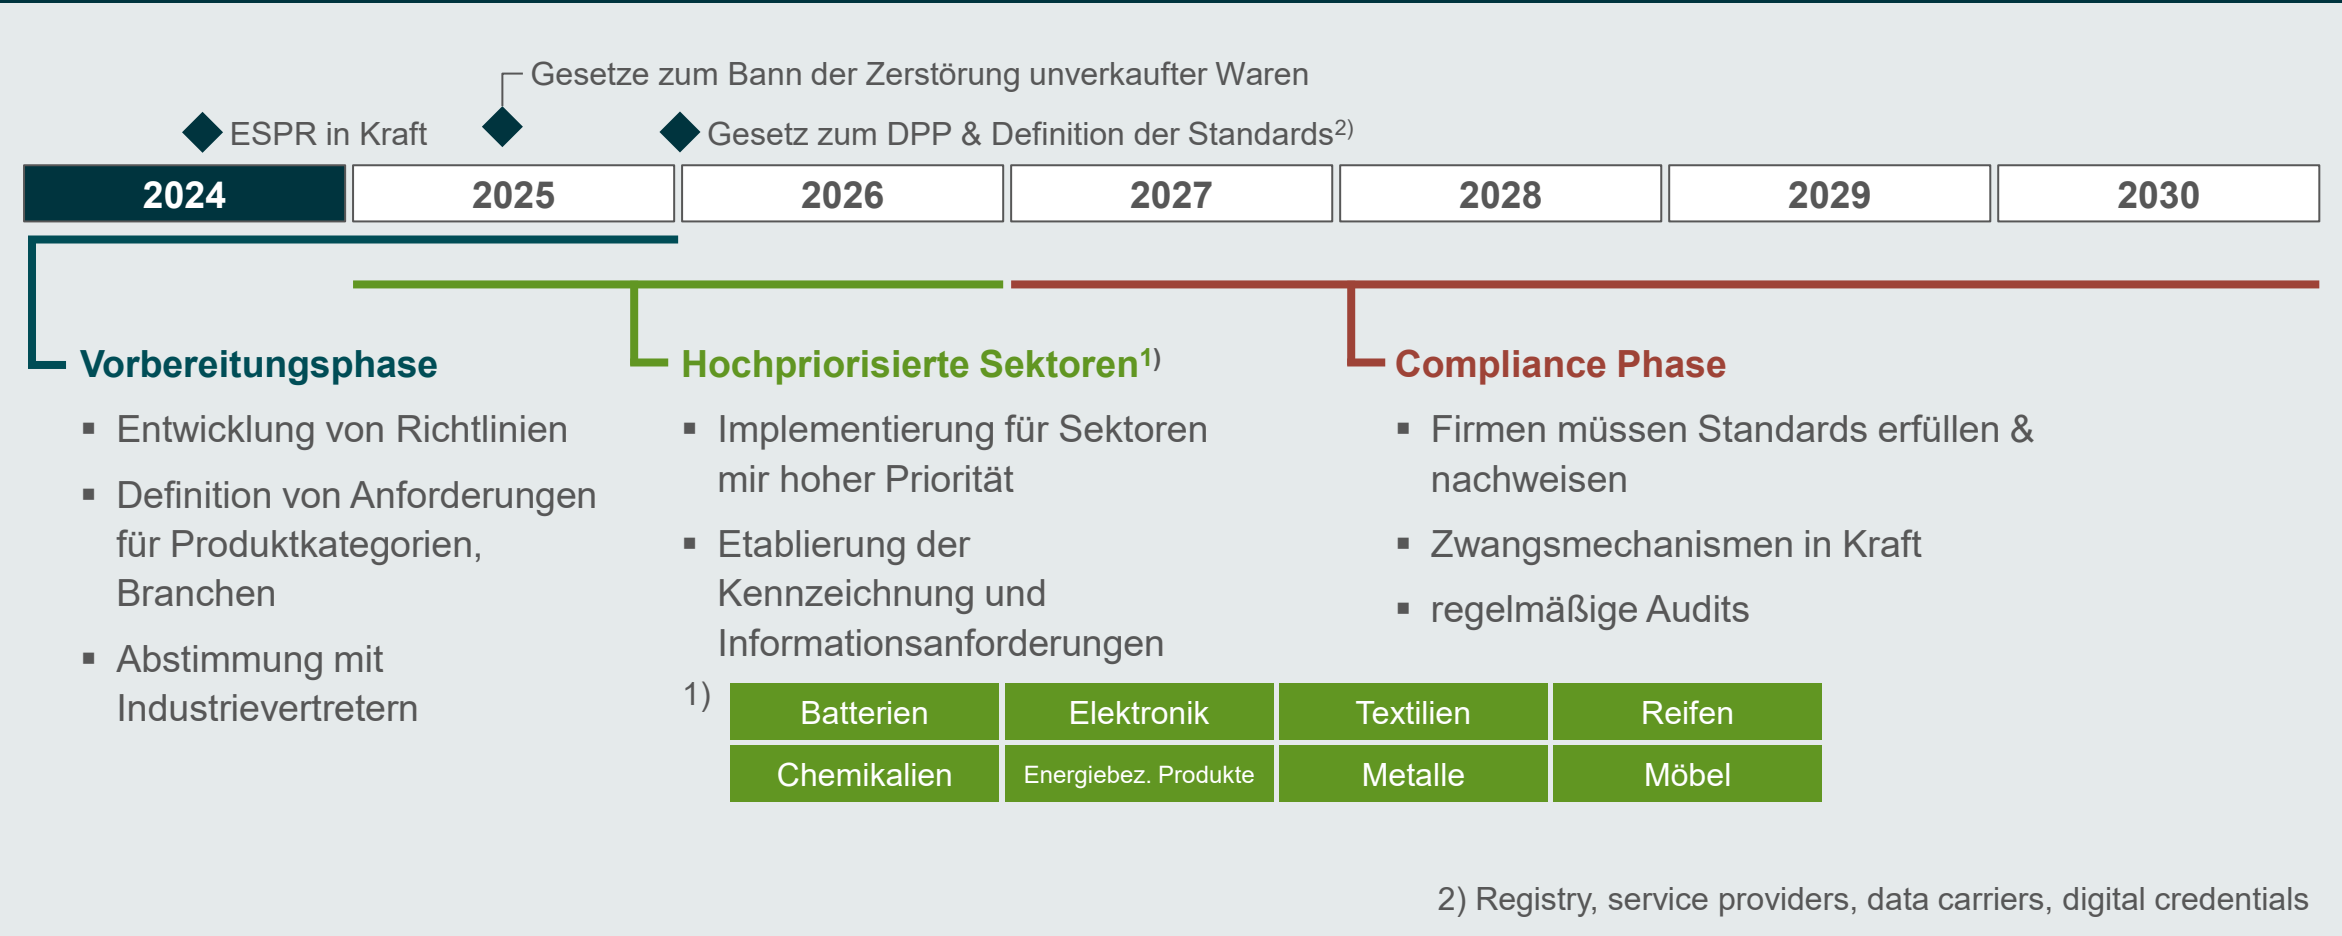 Gesetze zum Bann der Zerstörung unverkaufter Waren
ESPR in Kraft
Gesetz zum DPP & Definition der Standards2)
2024
2025
2026
2027
2028
2029
2030
Vorbereitungsphase
▪ Entwicklung von Richtlinien
▪ Definition von Anforderungen
für Produktkategorien,
Branchen
▪ Abstimmung mit
Industrievertretern
Hochpriorisierte Sektoren1)
▪ Implementierung für Sektoren
mir hoher Priorität
▪ Etablierung der
Kennzeichnung und
Informationsanforderungen
Compliance Phase
▪ Firmen müssen Standards erfüllen &
nachweisen
▪ Zwangsmechanismen in Kraft
▪ regelmäßige Audits
1)
Batterien
Elektronik
Textilien
Reifen
Chemikalien
Energiebez. Produkte
Metalle
Möbel
2) Registry, service providers, data carriers, digital credentials